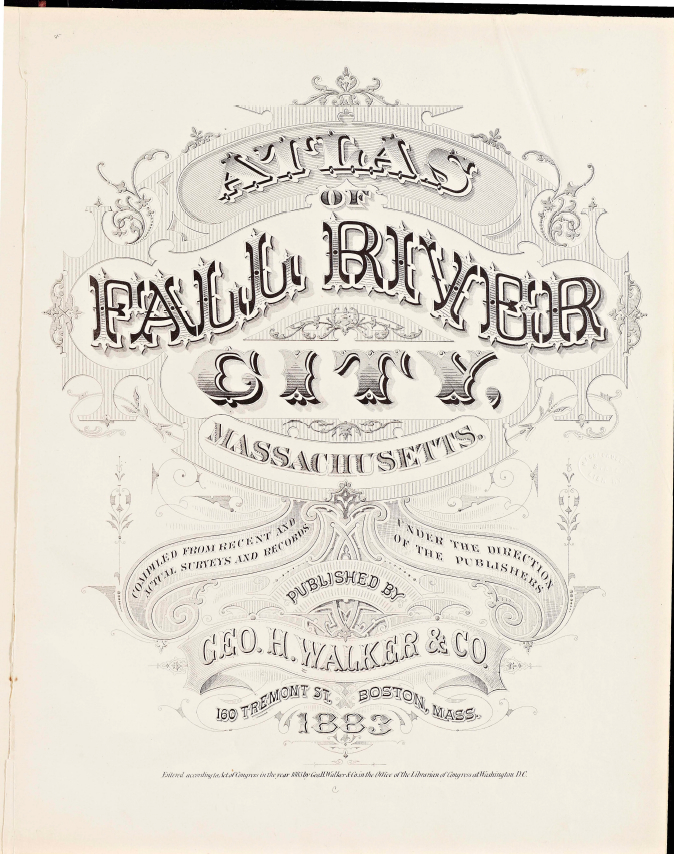 ATLAS
OF
FALL RIVER
CITY,
MASSACHUSETTS.
COMPILED FROM RECENT AND
ACTUAL SURVEYS AND RECORDS
UNDER THE DIRECTION
OF THE PUBLISHERS
PUBLISHED BY
GEO. H. WALKER & CO.
160 TREMONT ST, BOSTON, MASS.
1883
Entered according to Act of Congress in the year 1883 by Geo.H.Walker & Co. in the Office of the Librarian of Congress at Washington D.C.